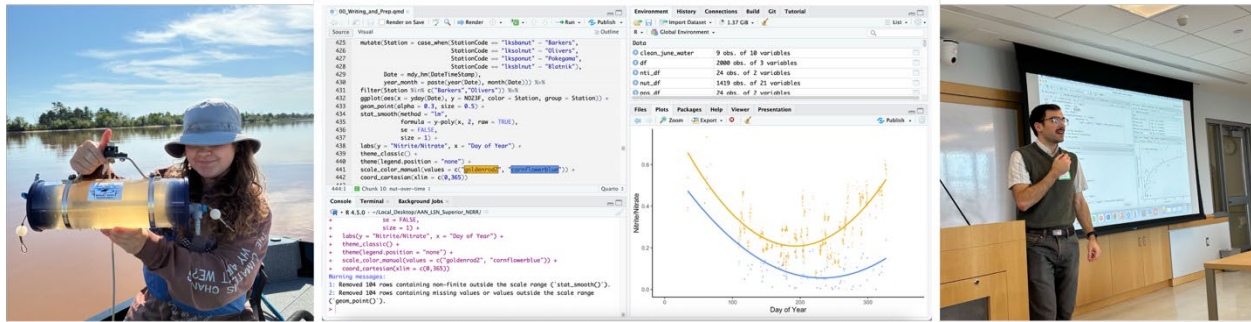 00_Writing_and_Prep.qmd
Render on Save
Render
Run
Publish
Source Visual
Outline
425 mutate(Station = case_when(StationCode == "lksbanut" ~ "Barkers",
426 StationCode == "lksolnut" ~ "Olivers",
427 StationCode == "lksponut" ~ "Pokegama",
428 StationCode == "lksblnut" ~ "Blatnik"),
429 Date = mdy_hm(DateTimeStamp),
430 year_month = paste(year(Date), month(Date))) %>%
431 filter(Station %in% c("Barkers","Olivers")) %>%
432 ggplot(aes(x = yday(Date), y = NO23F, color = Station, group = Station)) +
433 geom_point(alpha = 0.3, size = 0.5) +
434 stat_smooth(method = "lm",
435 formula = y~poly(x, 2, raw = TRUE),
436 se = FALSE,
437 size = 1) +
438 labs(y = "Nitrite/Nitrate", x = "Day of Year") +
439 theme_classic() +
440 theme(legend.position = "none") +
441 scale_color_manual(values = c("goldenrod2", "cornflowerblue")) +
442 coord_cartesian(xlim = c(0,365))
444:1 Chunk 10: nut-over-time Quarto
Console Terminal Background Jobs
R 4.5.0 · ~/Local_Desktop/AAN_LSN_Superior_NERR/
+ se = FALSE,
+ size = 1) +
+ labs(y = "Nitrite/Nitrate", x = "Day of Year") +
+ theme_classic() +
+ theme(legend.position = "none") +
+ scale_color_manual(values = c("goldenrod2", "cornflowerblue")) +
+ coord_cartesian(xlim = c(0,365))
Warning messages:
1: Removed 104 rows containing non-finite outside the scale range (`stat_smooth()`).
2: Removed 104 rows containing missing values or values outside the scale range
(`geom_point()`).
>
Environment History Connections Build Git Tutorial
Import Dataset 1.37 GiB List
R Global Environment
Data
clean_june_water 9 obs. of 10 variables
df 2000 obs. of 3 variables
nti_df 24 obs. of 2 variables
nut_df 1419 obs. of 21 variables
pos_df 24 obs. of 2 variables
Files Plots Packages Help Viewer Presentation
Zoom Export Publish
Nitrite/Nitrate
0.6
0.4
0.2
0.0
0 100 200 300
Day of Year